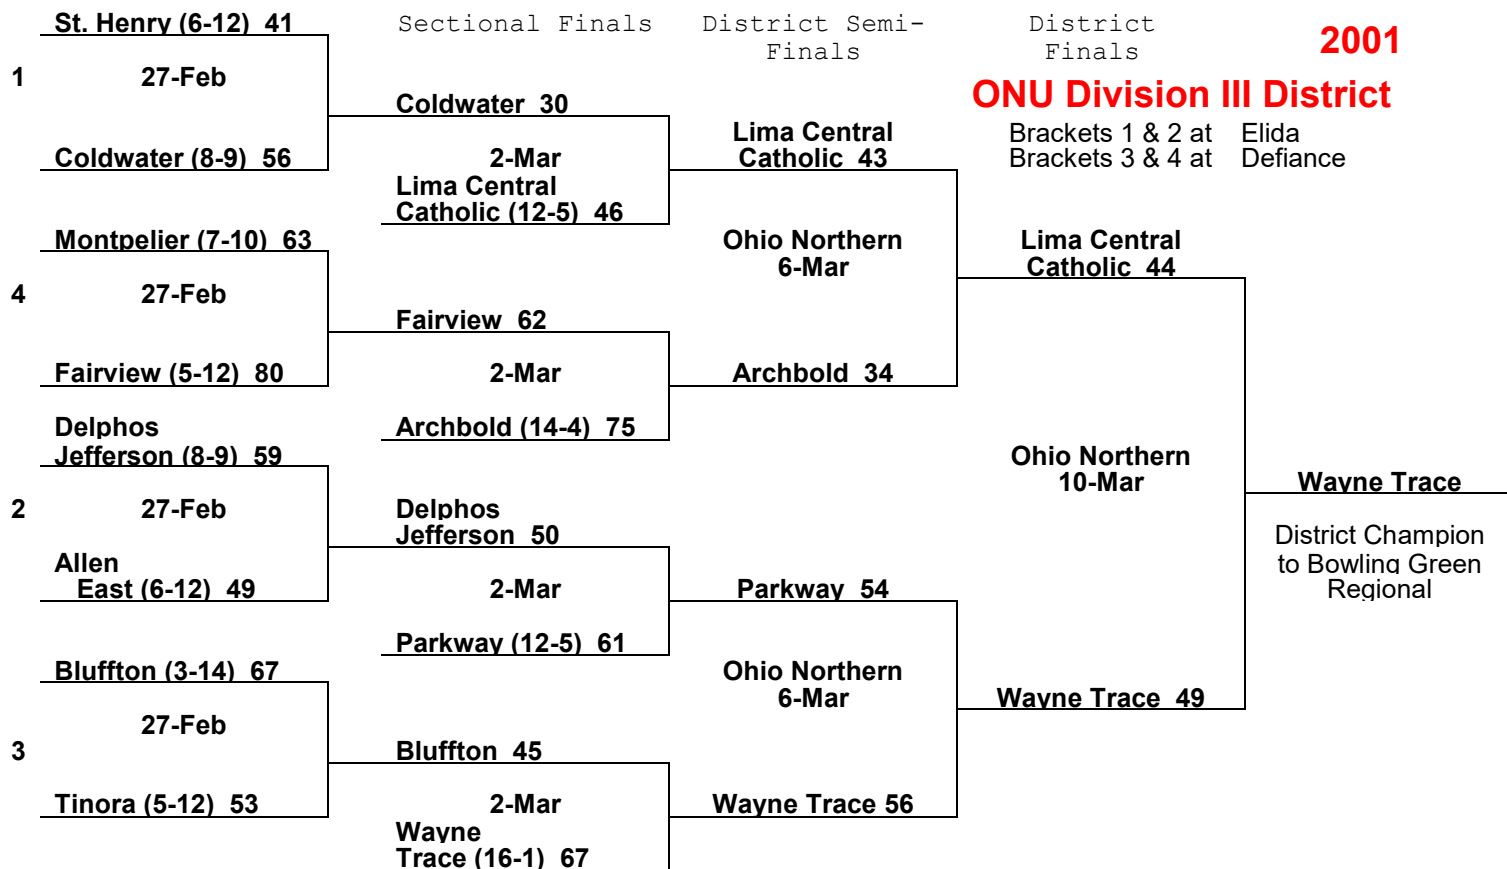 St. Henry (6-12) 41
Sectional Finals
District Semi-
Finals
District
Finals
2001
1
27-Feb
ONU Division III District
Coldwater 30
Lima Central
Catholic 43
Brackets 1 & 2 at Elida
Brackets 3 & 4 at Defiance
Coldwater (8-9) 56
2-Mar
Lima Central
Catholic (12-5) 46
Montpelier (7-10) 63
Ohio Northern
6-Mar
Lima Central
Catholic 44
4
27-Feb
Fairview 62
Fairview (5-12) 80
2-Mar
Archbold 34
Archbold (14-4) 75
Delphos
Jefferson (8-9) 59
Ohio Northern
10-Mar
Wayne Trace
2
27-Feb
Delphos
Jefferson 50
District Champion
to Bowling Green
Regional
Allen
East (6-12) 49
2-Mar
Parkway 54
Parkway (12-5) 61
Bluffton (3-14) 67
Ohio Northern
6-Mar
Wayne Trace 49
27-Feb
3
Bluffton 45
Tinora (5-12) 53
2-Mar
Wayne Trace 56
Wayne
Trace (16-1) 67